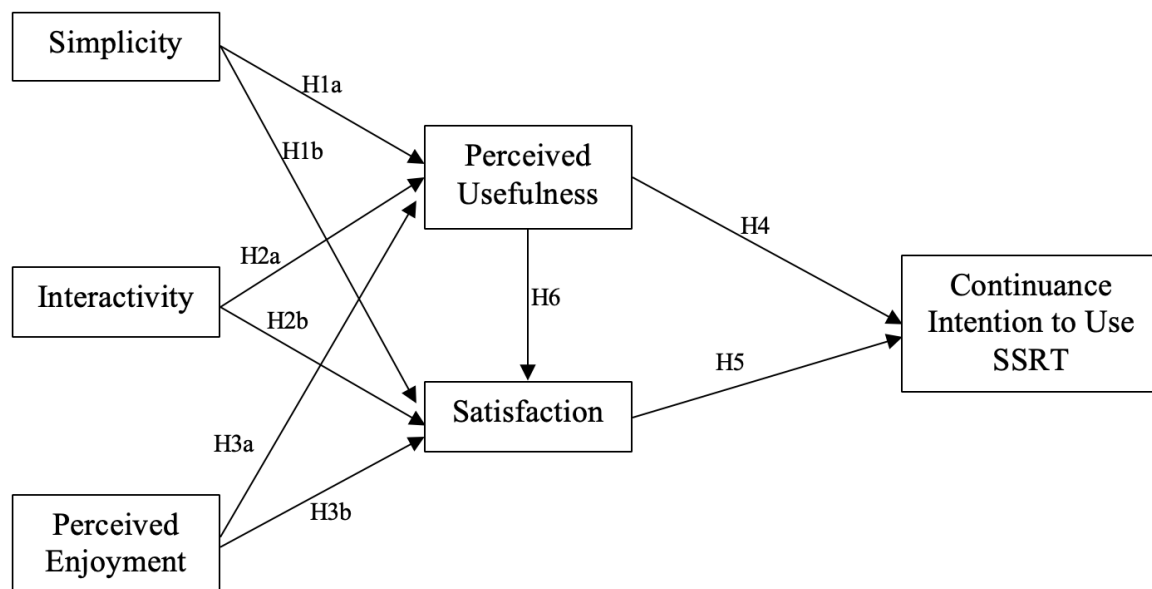 Simplicity
H1a
H1b
Perceived
Usefulness
H4
H2a
Interactivity
H2b
H6
Continuance
Intention to Use
SSRT
H5
Satisfaction
H3a
H3b
Perceived
Enjoyment